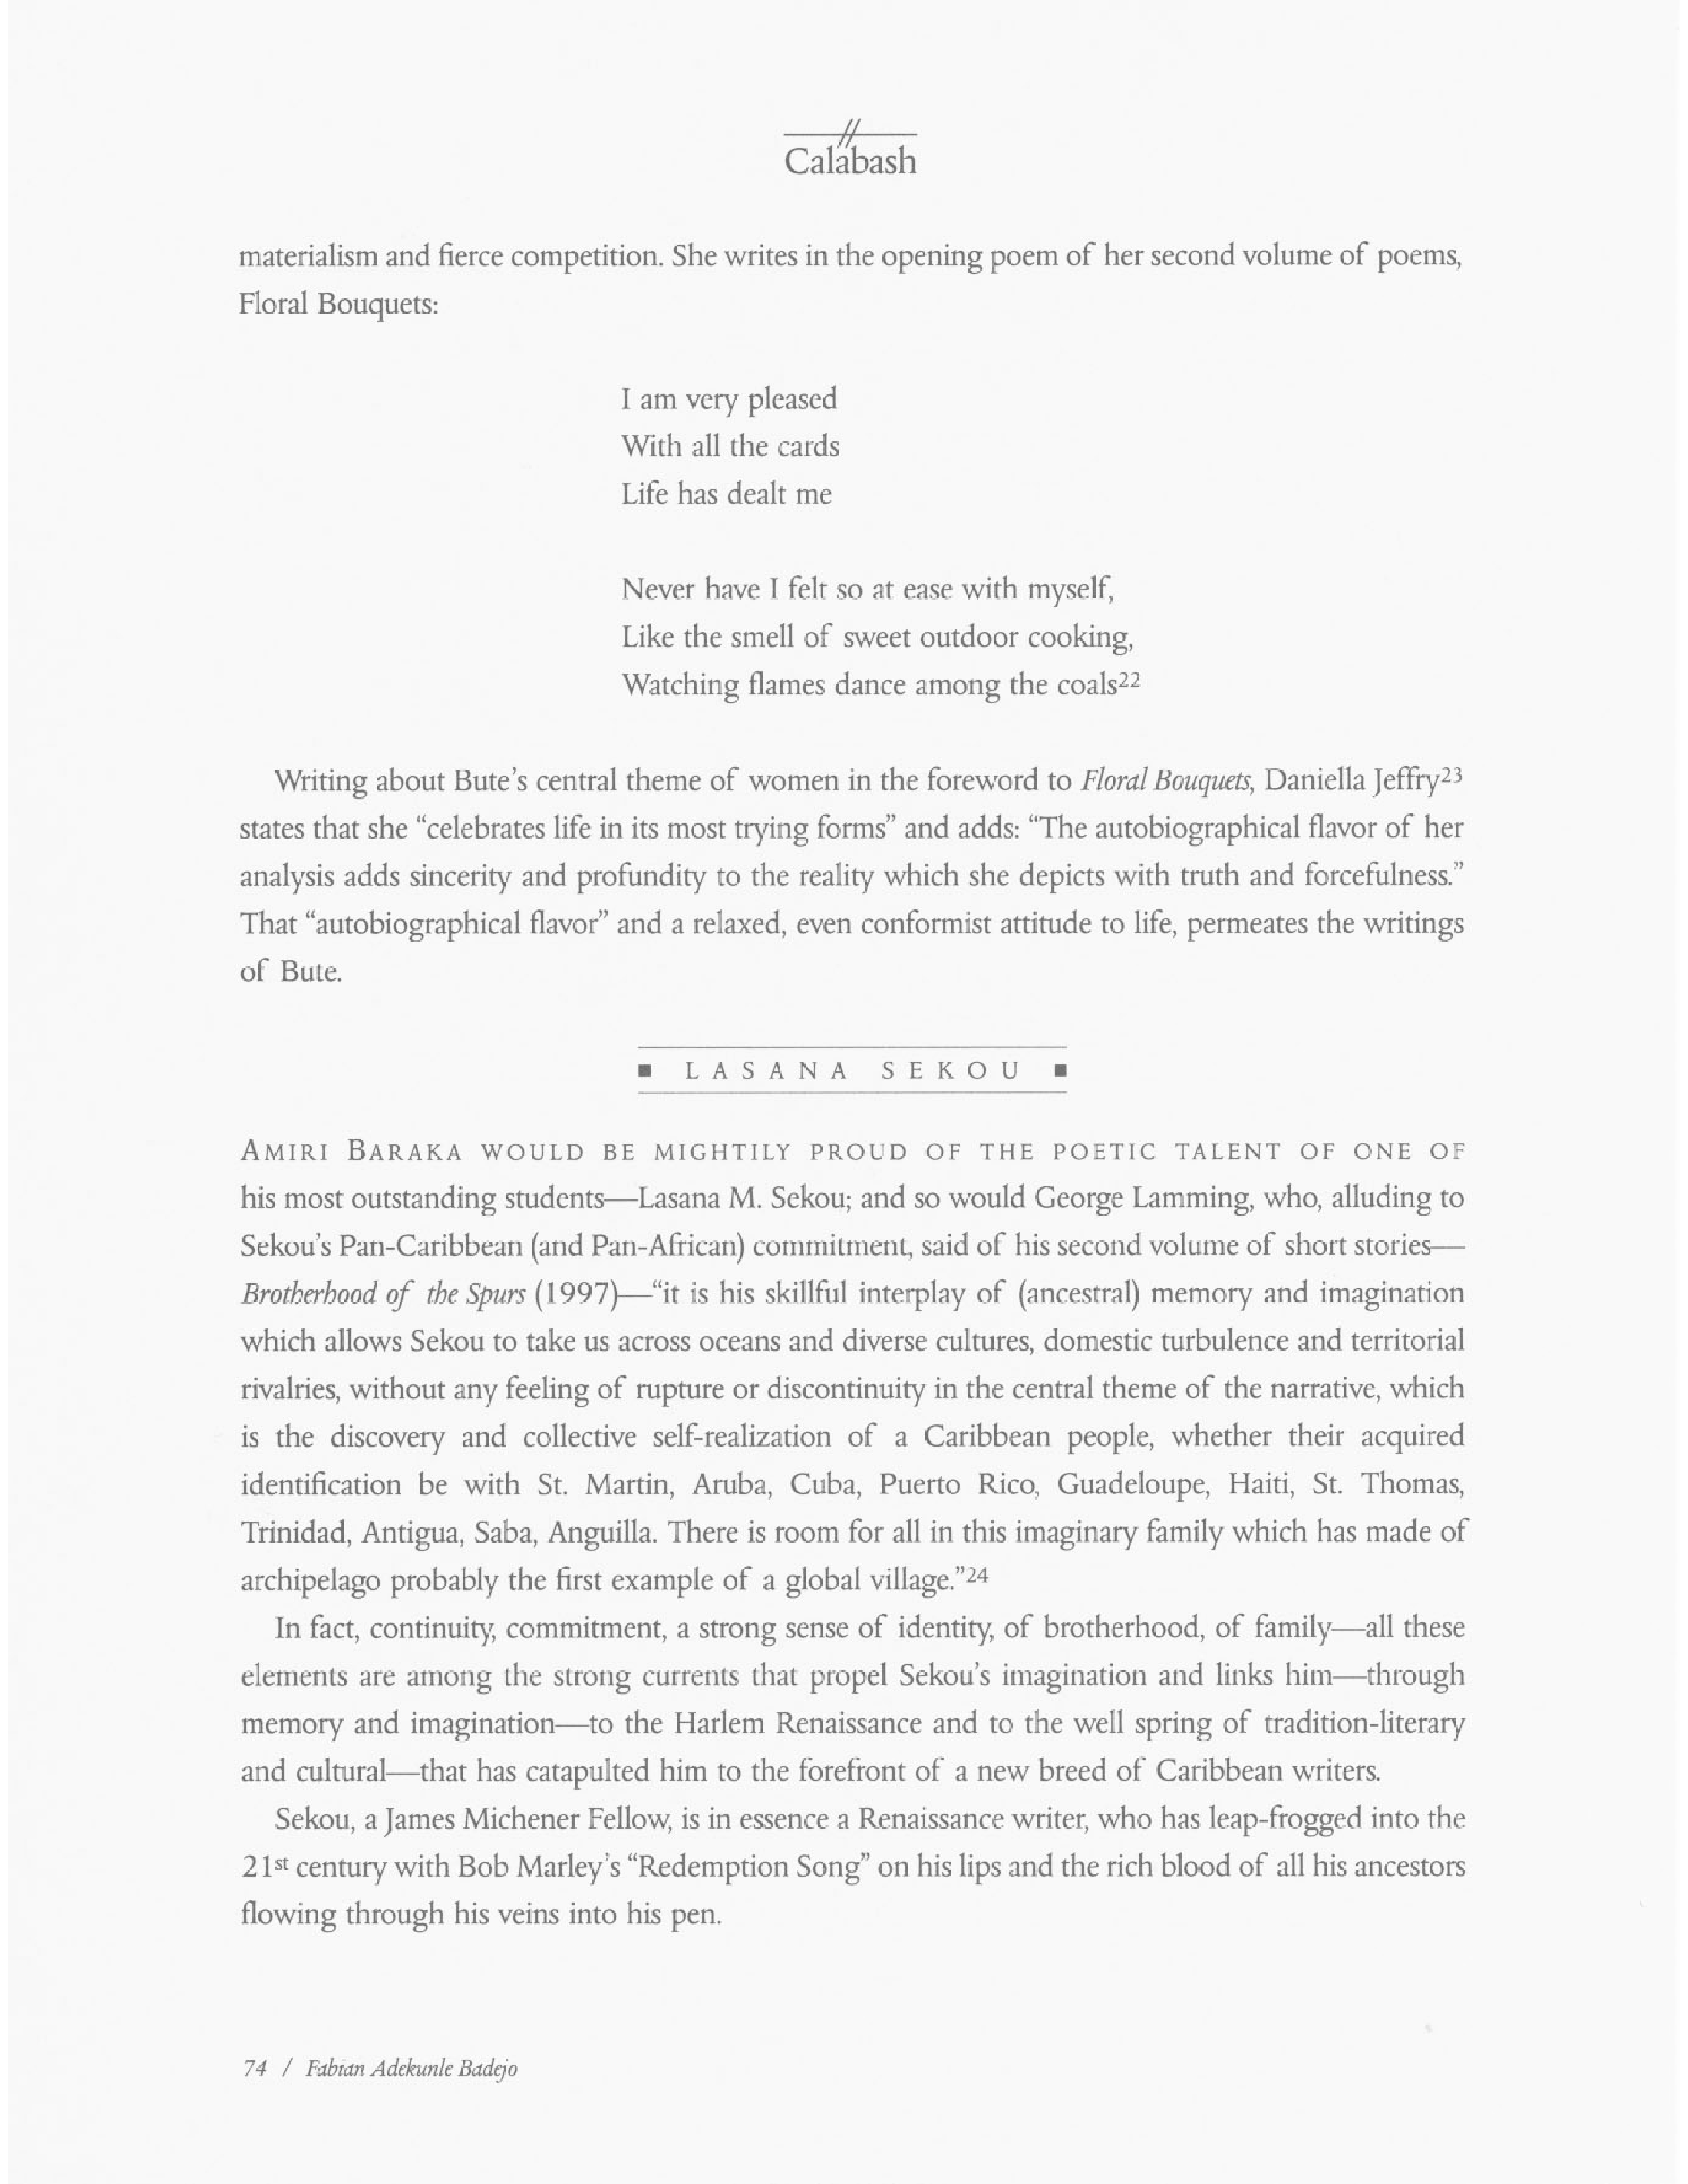 Calabash
materialism and fierce competition. She writes in the opening poem of her second volume of poems,
Floral Bouquets:
I am very pleased
With all the cards
Life has dealt me
Never have I felt so at ease with myself,
Like the smell of sweet outdoor cooking,
Watching flames dance among the coals22
Writing about Bute's central theme of women in the foreword to Floral Bouquets, Daniella Jeffry23
states that she “celebrates life in its most trying forms” and adds: “The autobiographical flavor of her
analysis adds sincerity and profundity to the reality which she depicts with truth and forcefulness.”
That “autobiographical flavor” and a relaxed, even conformist attitude to life, permeates the writings
of Bute.
■ LASANA SEKOU ■
AMIRI BARAKA WOULD BE MIGHTILY PROUD OF THE POETIC TALENT OF ONE OF
his most outstanding students—Lasana M. Sekou; and so would George Lamming, who, alluding to
Sekou's Pan-Caribbean (and Pan-African) commitment, said of his second volume of short stories—
Brotherhood of the Spurs (1997)—“it is his skillful interplay of (ancestral) memory and imagination
which allows Sekou to take us across oceans and diverse cultures, domestic turbulence and territorial
rivalries, without any feeling of rupture or discontinuity in the central theme of the narrative, which
is the discovery and collective self-realization of a Caribbean people, whether their acquired
identification be with St. Martin, Aruba, Cuba, Puerto Rico, Guadeloupe, Haiti, St. Thomas,
Trinidad, Antigua, Saba, Anguilla. There is room for all in this imaginary family which has made of
archipelago probably the first example of a global village.”24
In fact, continuity, commitment, a strong sense of identity, of brotherhood, of family—all these
elements are among the strong currents that propel Sekou's imagination and links him—through
memory and imagination—to the Harlem Renaissance and to the well spring of tradition-literary
and cultural—that has catapulted him to the forefront of a new breed of Caribbean writers.
Sekou, a James Michener Fellow, is in essence a Renaissance writer, who has leap-frogged into the
21st century with Bob Marley's “Redemption Song” on his lips and the rich blood of all his ancestors
flowing through his veins into his pen.
74 / Fabian Adekunle Badejo